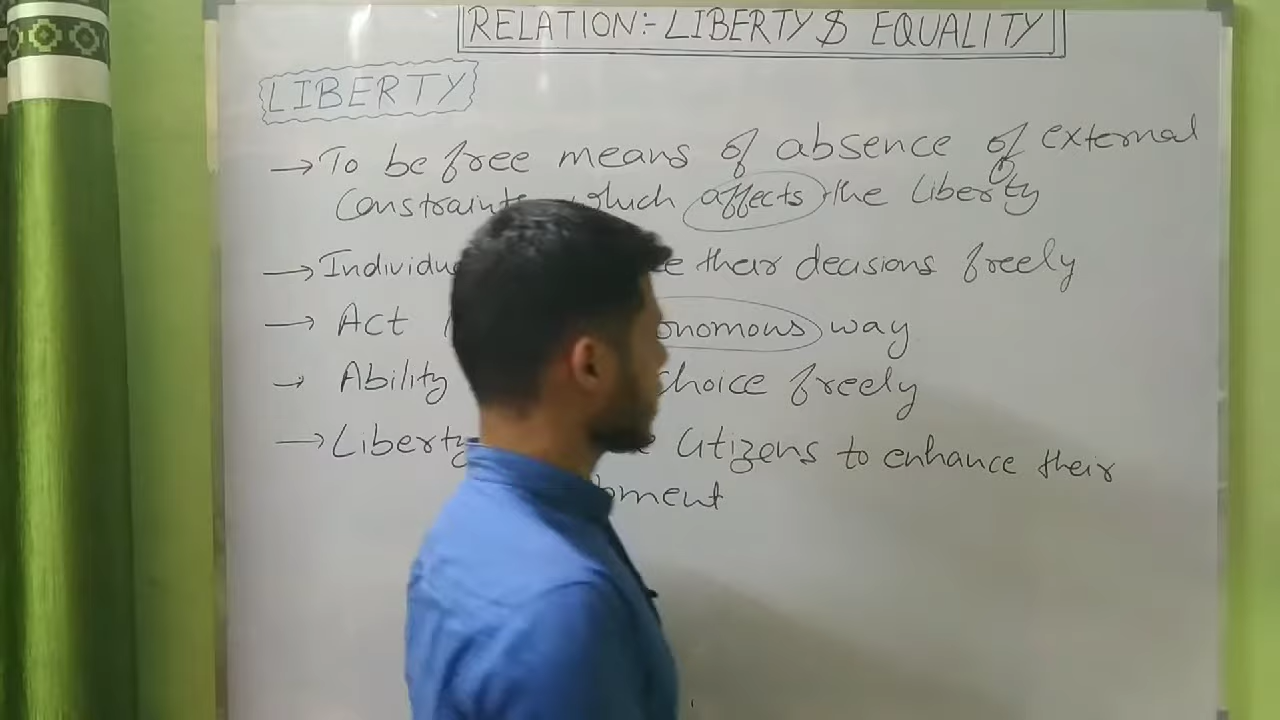 RELATION:- LIBERTY & EQUALITY
LIBERTY
→ To be free means of absence of external
Constraints which affects the liberty
→ Individu their decisions freely
→ Act onomous way
→ Ability choice freely
→ Liberty Citizens to enhance their
pment